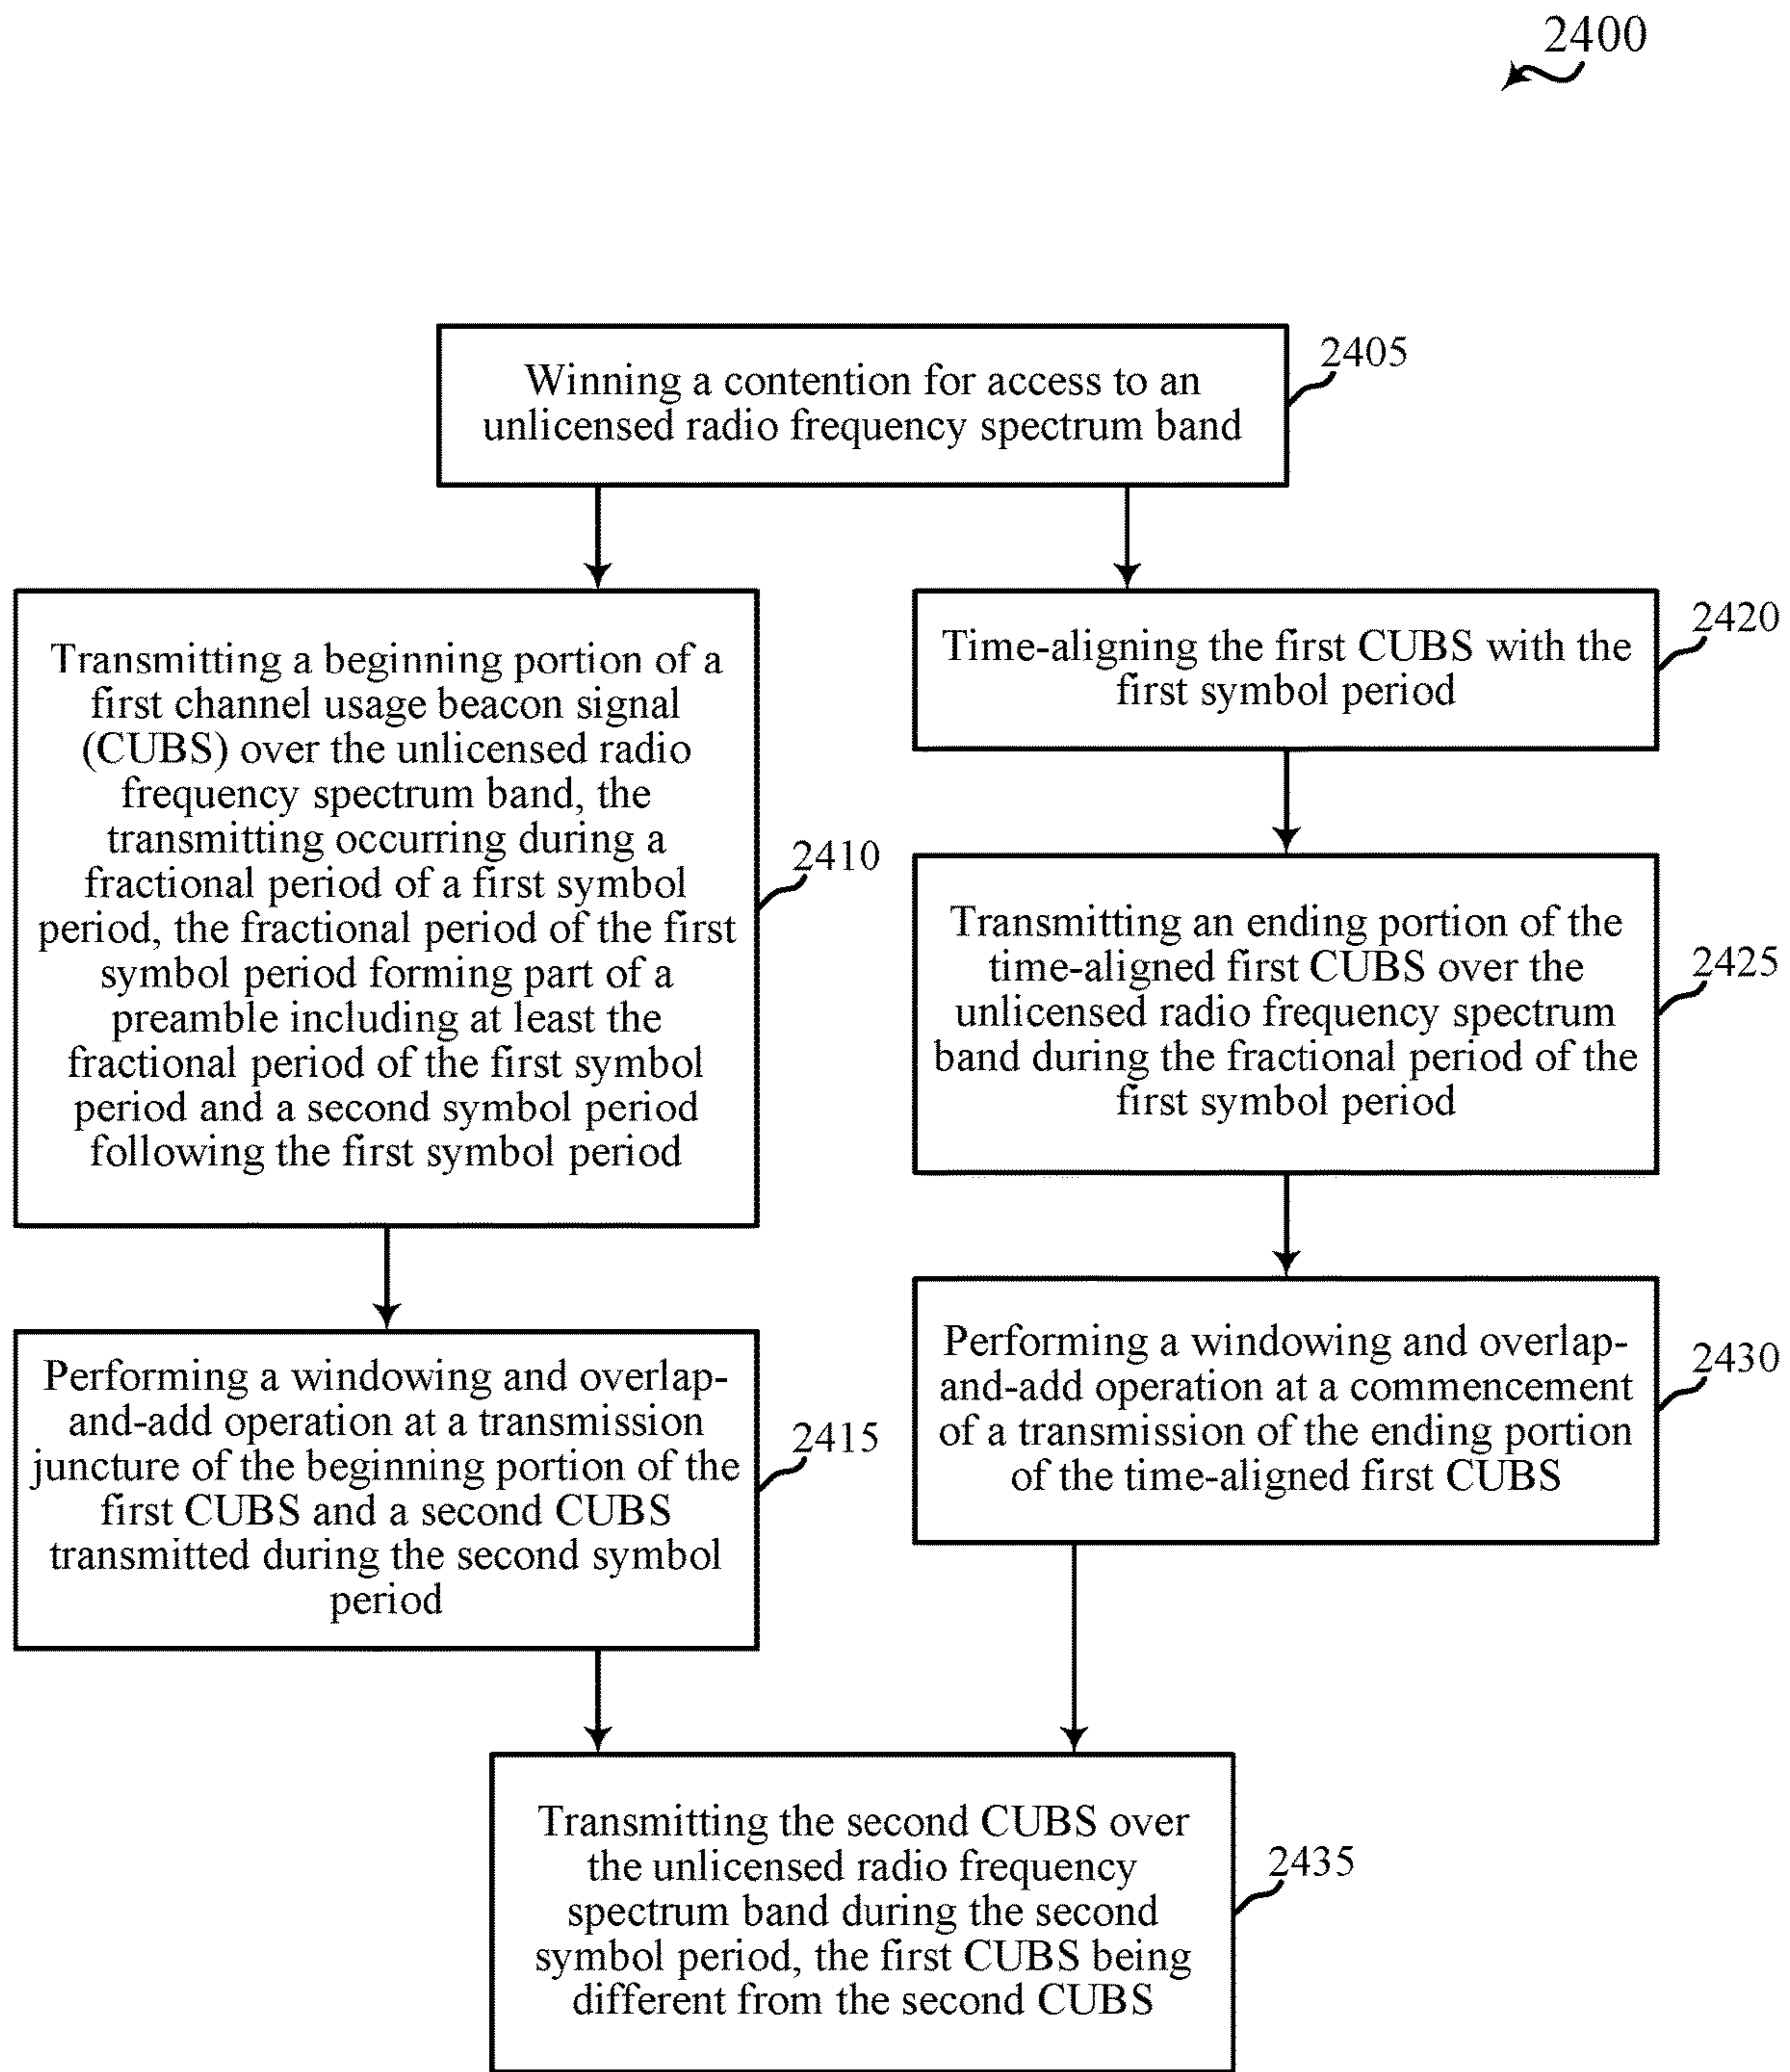 2400
Winning a contention for access to an
unlicensed radio frequency spectrum band
2405
Transmitting a beginning portion of a
first channel usage beacon signal
(CUBS) over the unlicensed radio
frequency spectrum band, the
transmitting occurring during a
fractional period of a first symbol
period, the fractional period of the first
symbol period forming part of a
preamble including at least the
fractional period of the first symbol
period and a second symbol period
following the first symbol period
2410
Performing a windowing and overlap-
and-add operation at a transmission
juncture of the beginning portion of the
first CUBS and a second CUBS
transmitted during the second symbol
period
2415
Time-aligning the first CUBS with the
first symbol period
2420
Transmitting an ending portion of the
time-aligned first CUBS over the
unlicensed radio frequency spectrum
band during the fractional period of the
first symbol period
2425
Performing a windowing and overlap-
and-add operation at a commencement
of a transmission of the ending portion
of the time-aligned first CUBS
2430
Transmitting the second CUBS over
the unlicensed radio frequency
spectrum band during the second
symbol period, the first CUBS being
different from the second CUBS
2435